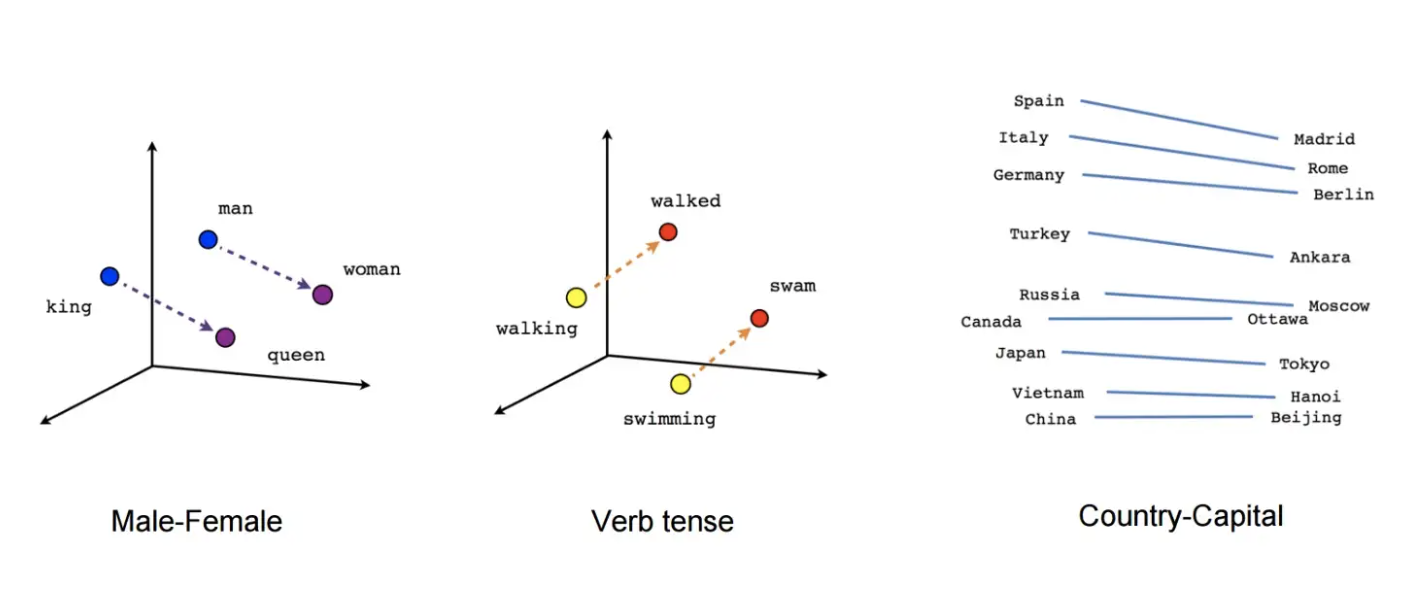 man
woman
king
queen
Male-Female
walked
walking
swam
swimming
Verb tense
Spain
Madrid
Italy
Rome
Germany
Berlin
Turkey
Ankara
Russia
Moscow
Canada
Ottawa
Japan
Tokyo
Vietnam
Hanoi
China
Beijing
Country-Capital